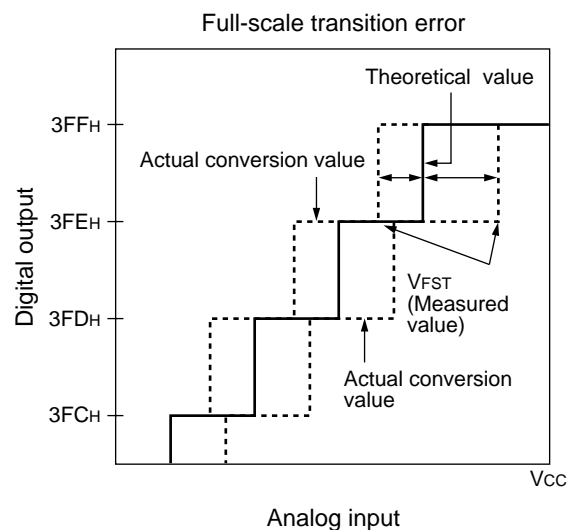 Full-scale transition error
Theoretical value
3FFH
Actual conversion value
3FEH
VFST
(Measured
value)
Digital output
3FDH
Actual conversion
value
3FCH
VCC
Analog input